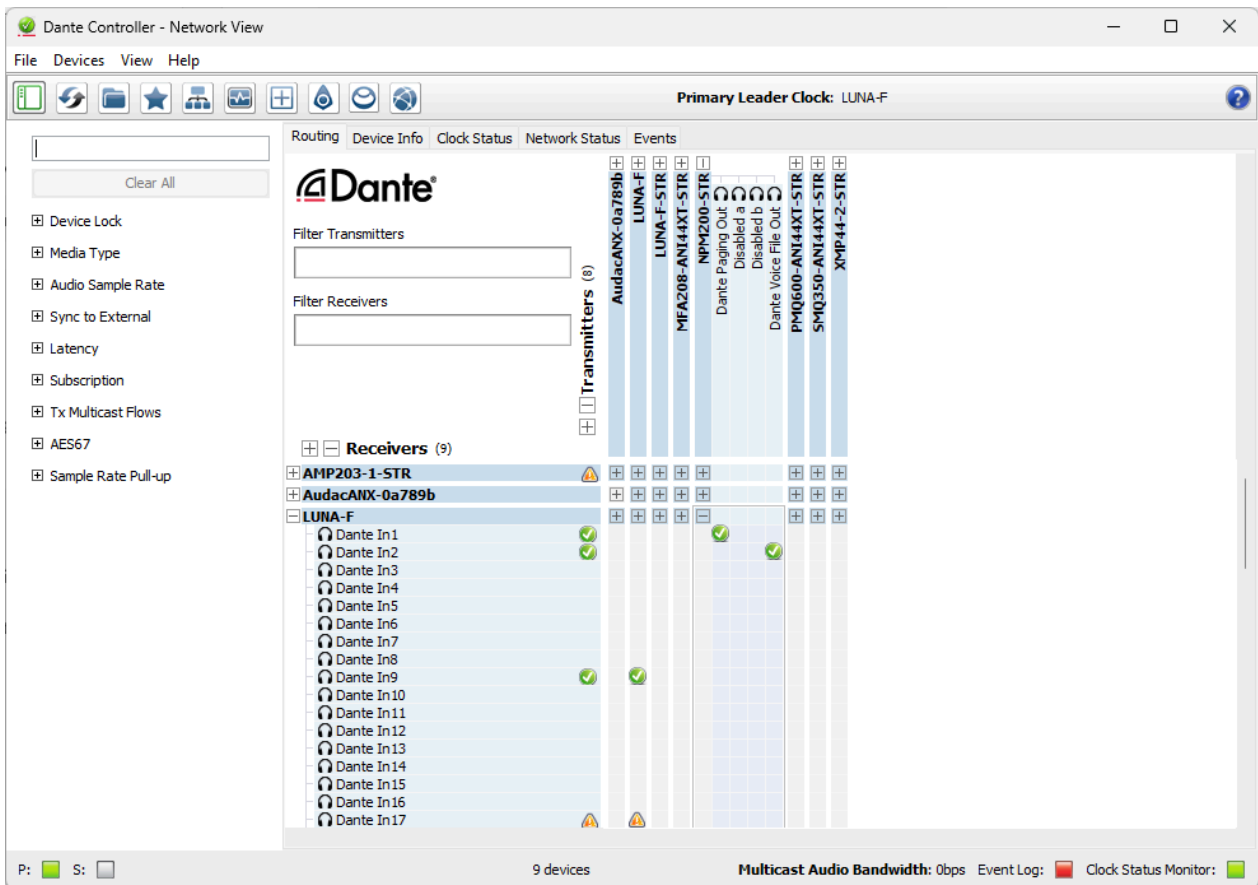 Dante Controller - Network View
File Devices View Help
Primary Leader Clock: LUNA-F
Clear All
Device Lock
Media Type
Audio Sample Rate
Sync to External
Latency
Subscription
Tx Multicast Flows
AES67
Sample Rate Pull-up
Routing Device Info Clock Status Network Status Events
Dante®
Filter Transmitters
Filter Receivers
Transmitters (8)
AudacANX-0a789b
LUNA-F
LUNA-F-STR
MFA208-ANI44XT-STR
NPM200-STR
Dante Paging Out
Disabled a
Disabled b
Dante Voice File Out
PMQ600-ANI44XT-STR
SMQ350-ANI44XT-STR
XMP44-2-STR
Receivers (9)
AMP203-1-STR
AudacANX-0a789b
LUNA-F
Dante In1
Dante In2
Dante In3
Dante In4
Dante In5
Dante In6
Dante In7
Dante In8
Dante In9
Dante In10
Dante In11
Dante In12
Dante In13
Dante In14
Dante In15
Dante In16
Dante In17
P: S: 9 devices Multicast Audio Bandwidth: 0bps Event Log: Clock Status Monitor: